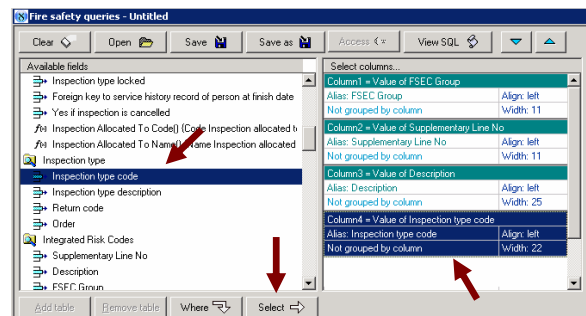 Fire safety queries - Untitled
Clear Open Save Save as Access View SQL
Available fields
Inspection type locked
Foreign key to service history record of person at finish date
Yes if inspection is cancelled
f(x) Inspection Allocated To Code() {Code Inspection allocated t
f(x) Inspection Allocated To Name() {Name Inspection allocated
Inspection type
Inspection type code
Inspection type description
Return code
Order
Integrated Risk Codes
Supplementary Line No
Description
FSEC Group
Select columns...
Column1 = Value of FSEC Group
Alias: FSEC Group Align: left
Not grouped by column Width: 11
Column2 = Value of Supplementary Line No
Alias: Supplementary Line No Align: left
Not grouped by column Width: 11
Column3 = Value of Description
Alias: Description Align: left
Not grouped by column Width: 25
Column4 = Value of Inspection type code
Alias: Inspection type code Align: left
Not grouped by column Width: 22
Add table Remove table Where Select